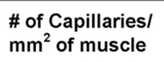 # of Capillaries/
mm² of muscle